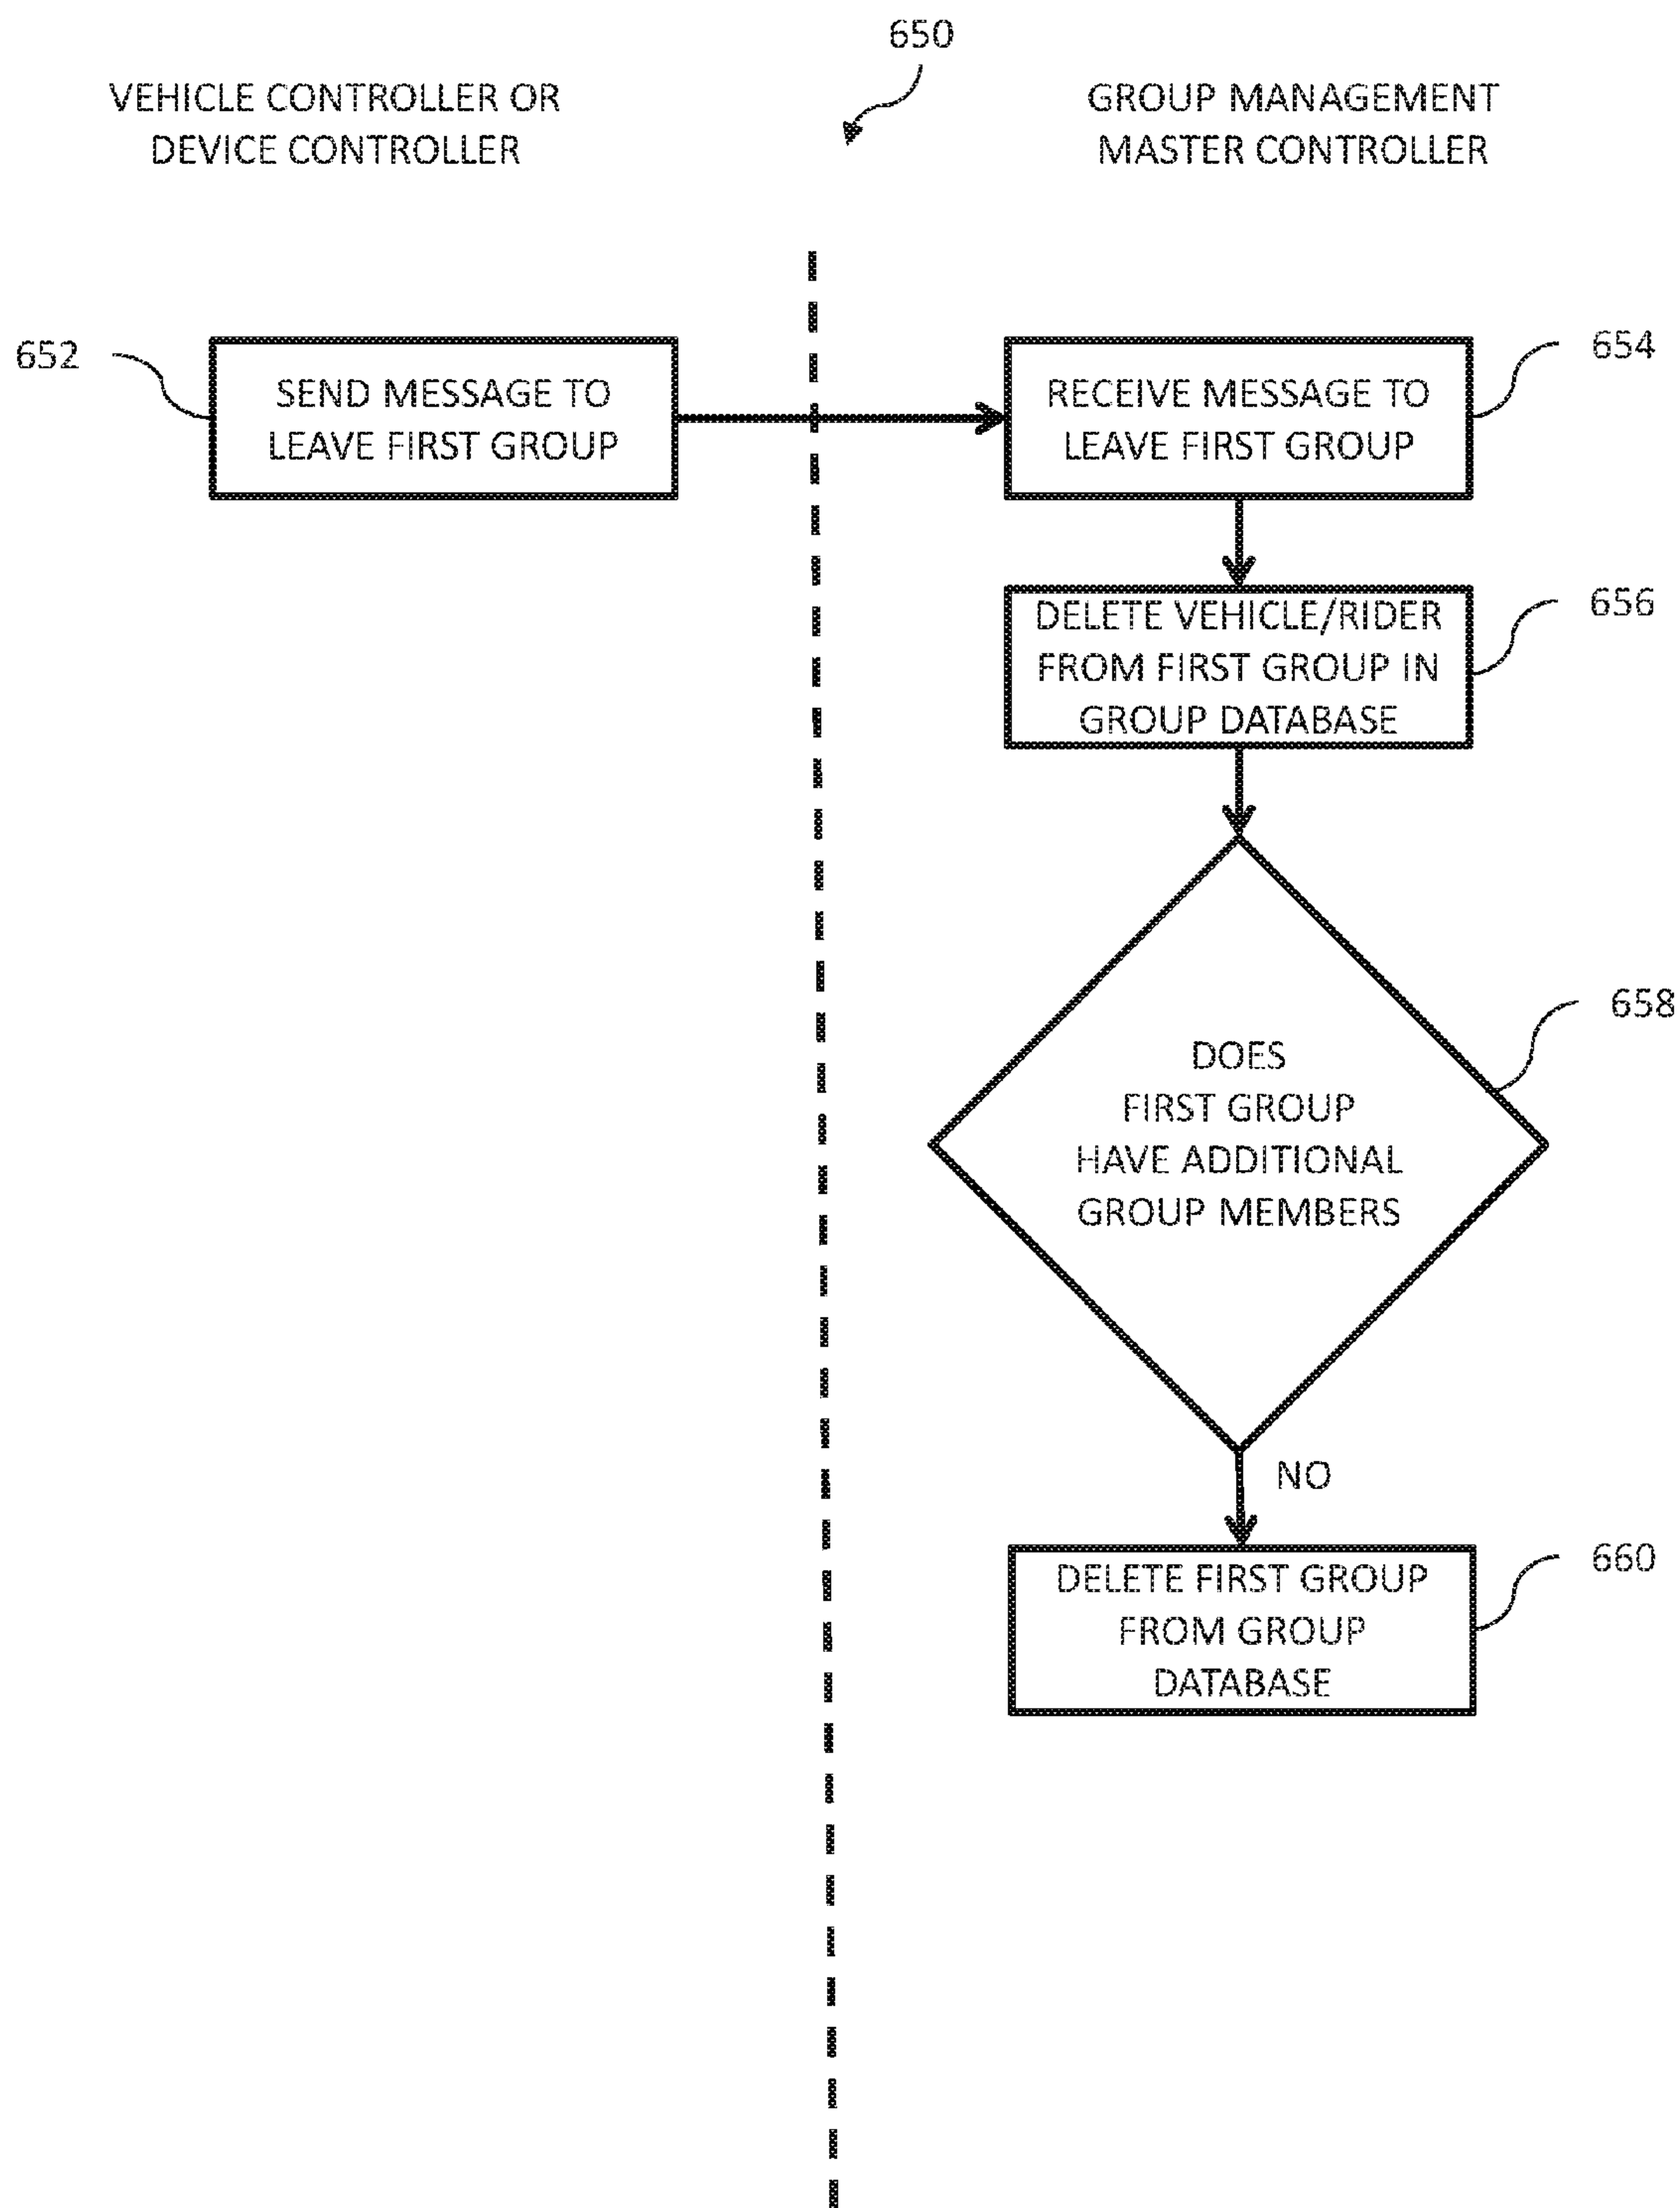 650
VEHICLE CONTROLLER OR
DEVICE CONTROLLER
GROUP MANAGEMENT
MASTER CONTROLLER
652
SEND MESSAGE TO
LEAVE FIRST GROUP
RECEIVE MESSAGE TO
LEAVE FIRST GROUP
654
DELETE VEHICLE/RIDER
FROM FIRST GROUP IN
GROUP DATABASE
656
DOES
FIRST GROUP
HAVE ADDITIONAL
GROUP MEMBERS
658
NO
DELETE FIRST GROUP
FROM GROUP
DATABASE
660